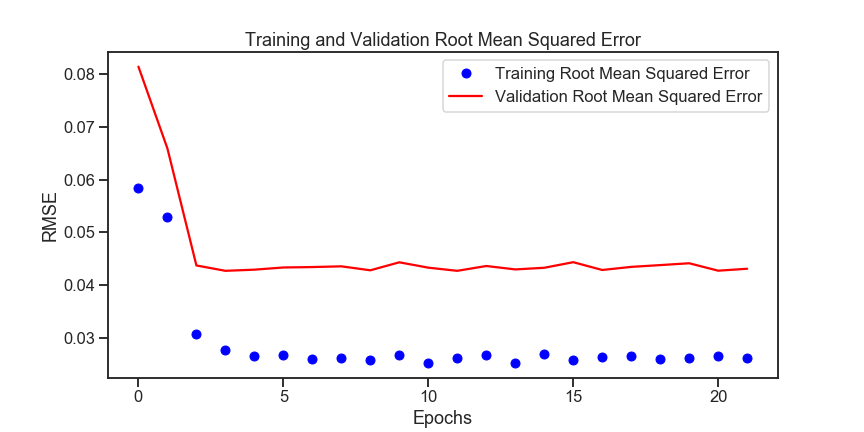 Training and Validation Root Mean Squared Error
Training Root Mean Squared Error
Validation Root Mean Squared Error
0.08
0.07
0.06
0.05
0.04
0.03
RMSE
0 5 10 15 20
Epochs